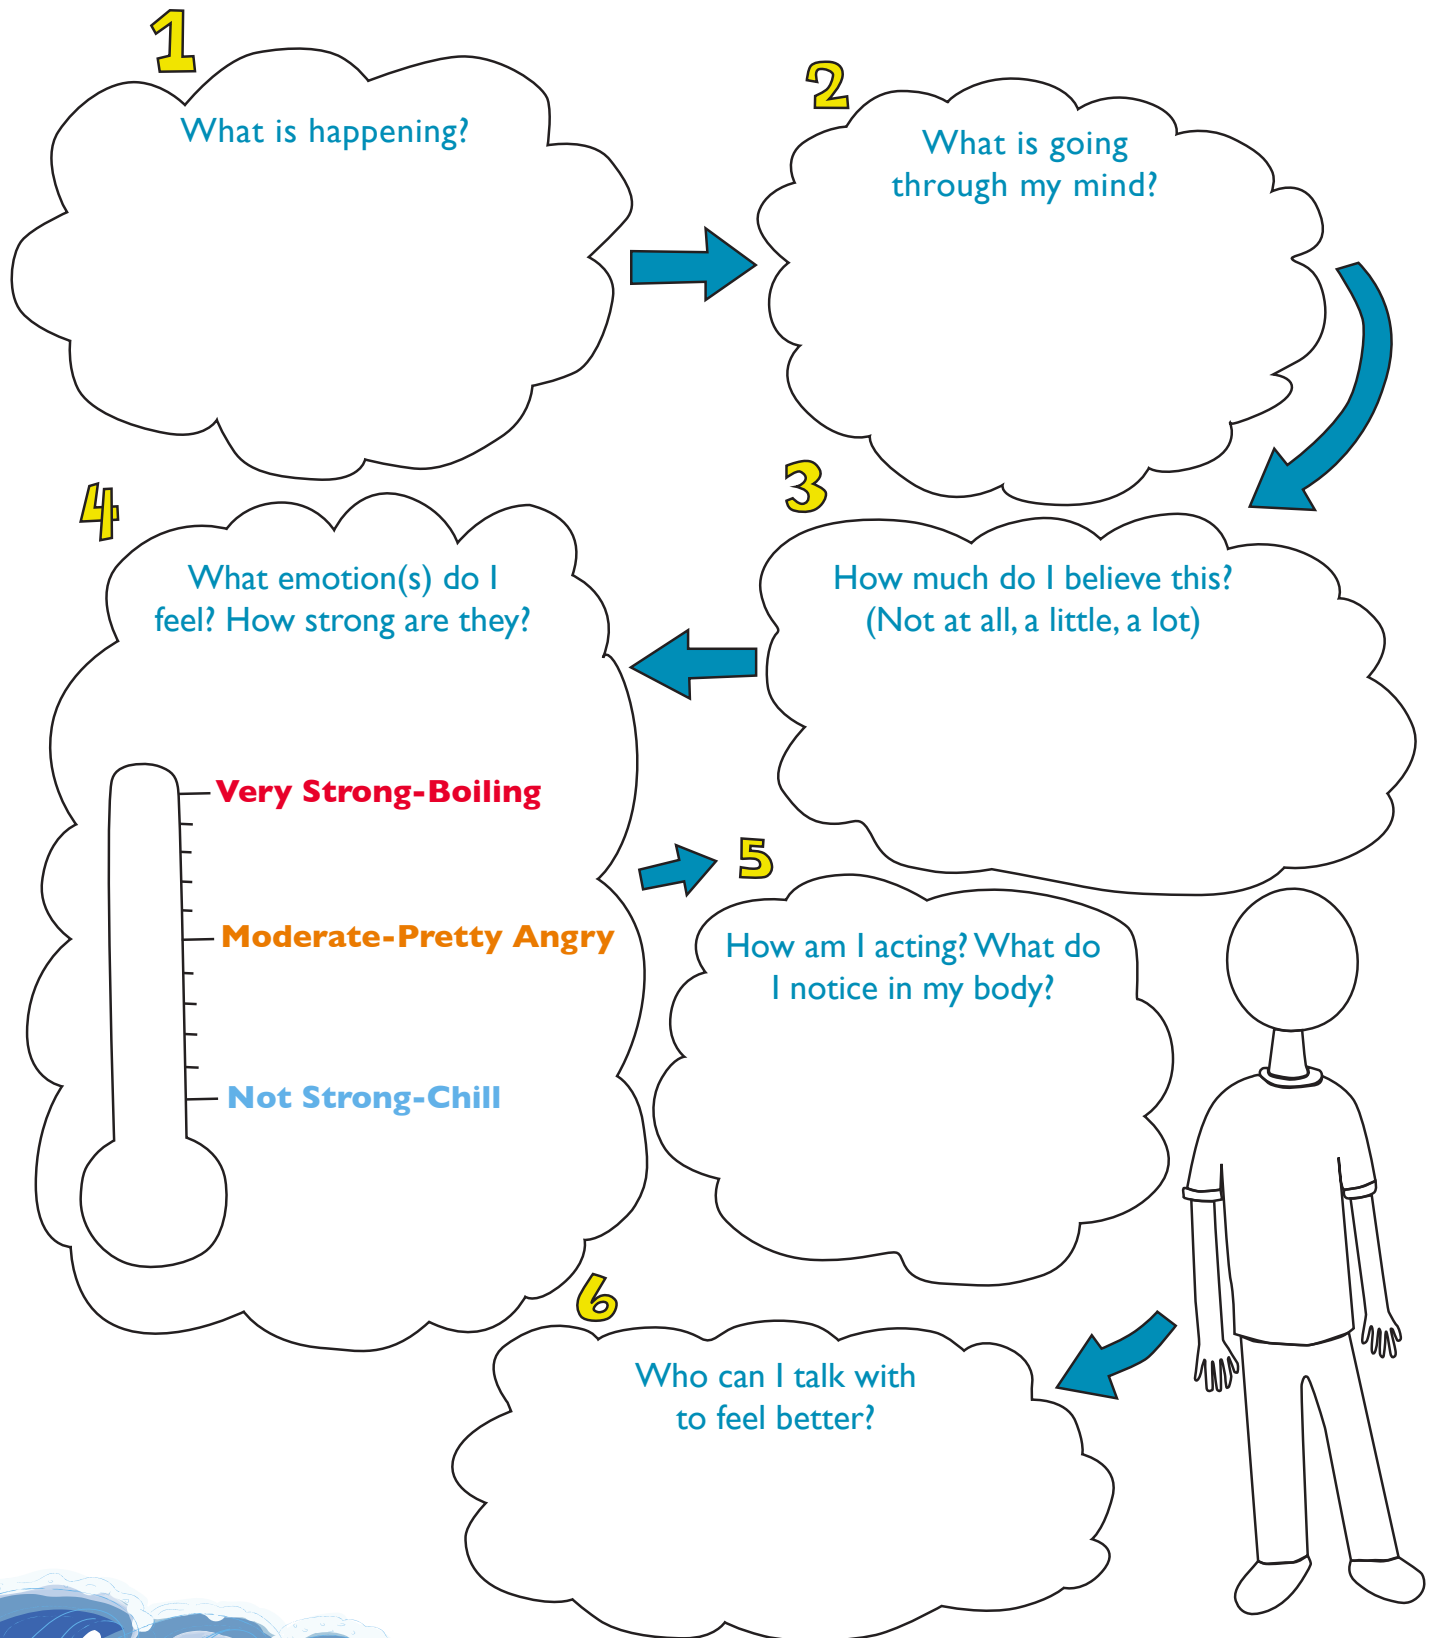 1
What is happening?
2
What is going
through my mind?
3
How much do I believe this?
(Not at all, a little, a lot)
4
What emotion(s) do I
feel? How strong are they?
Very Strong-Boiling
Moderate-Pretty Angry
Not Strong-Chill
5
How am I acting? What do
I notice in my body?
6
Who can I talk with
to feel better?